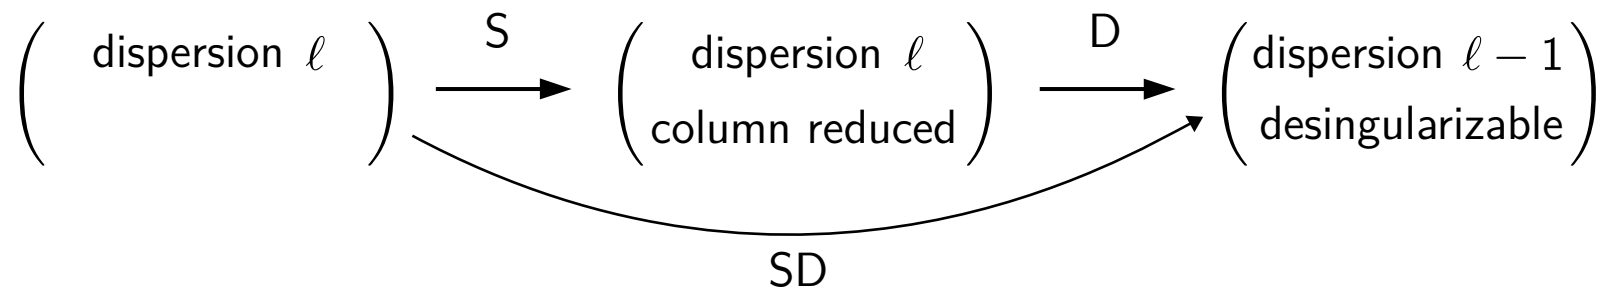 S
D
dispersion ℓ
dispersion ℓ
column reduced
dispersion ℓ − 1
desingularizable
SD